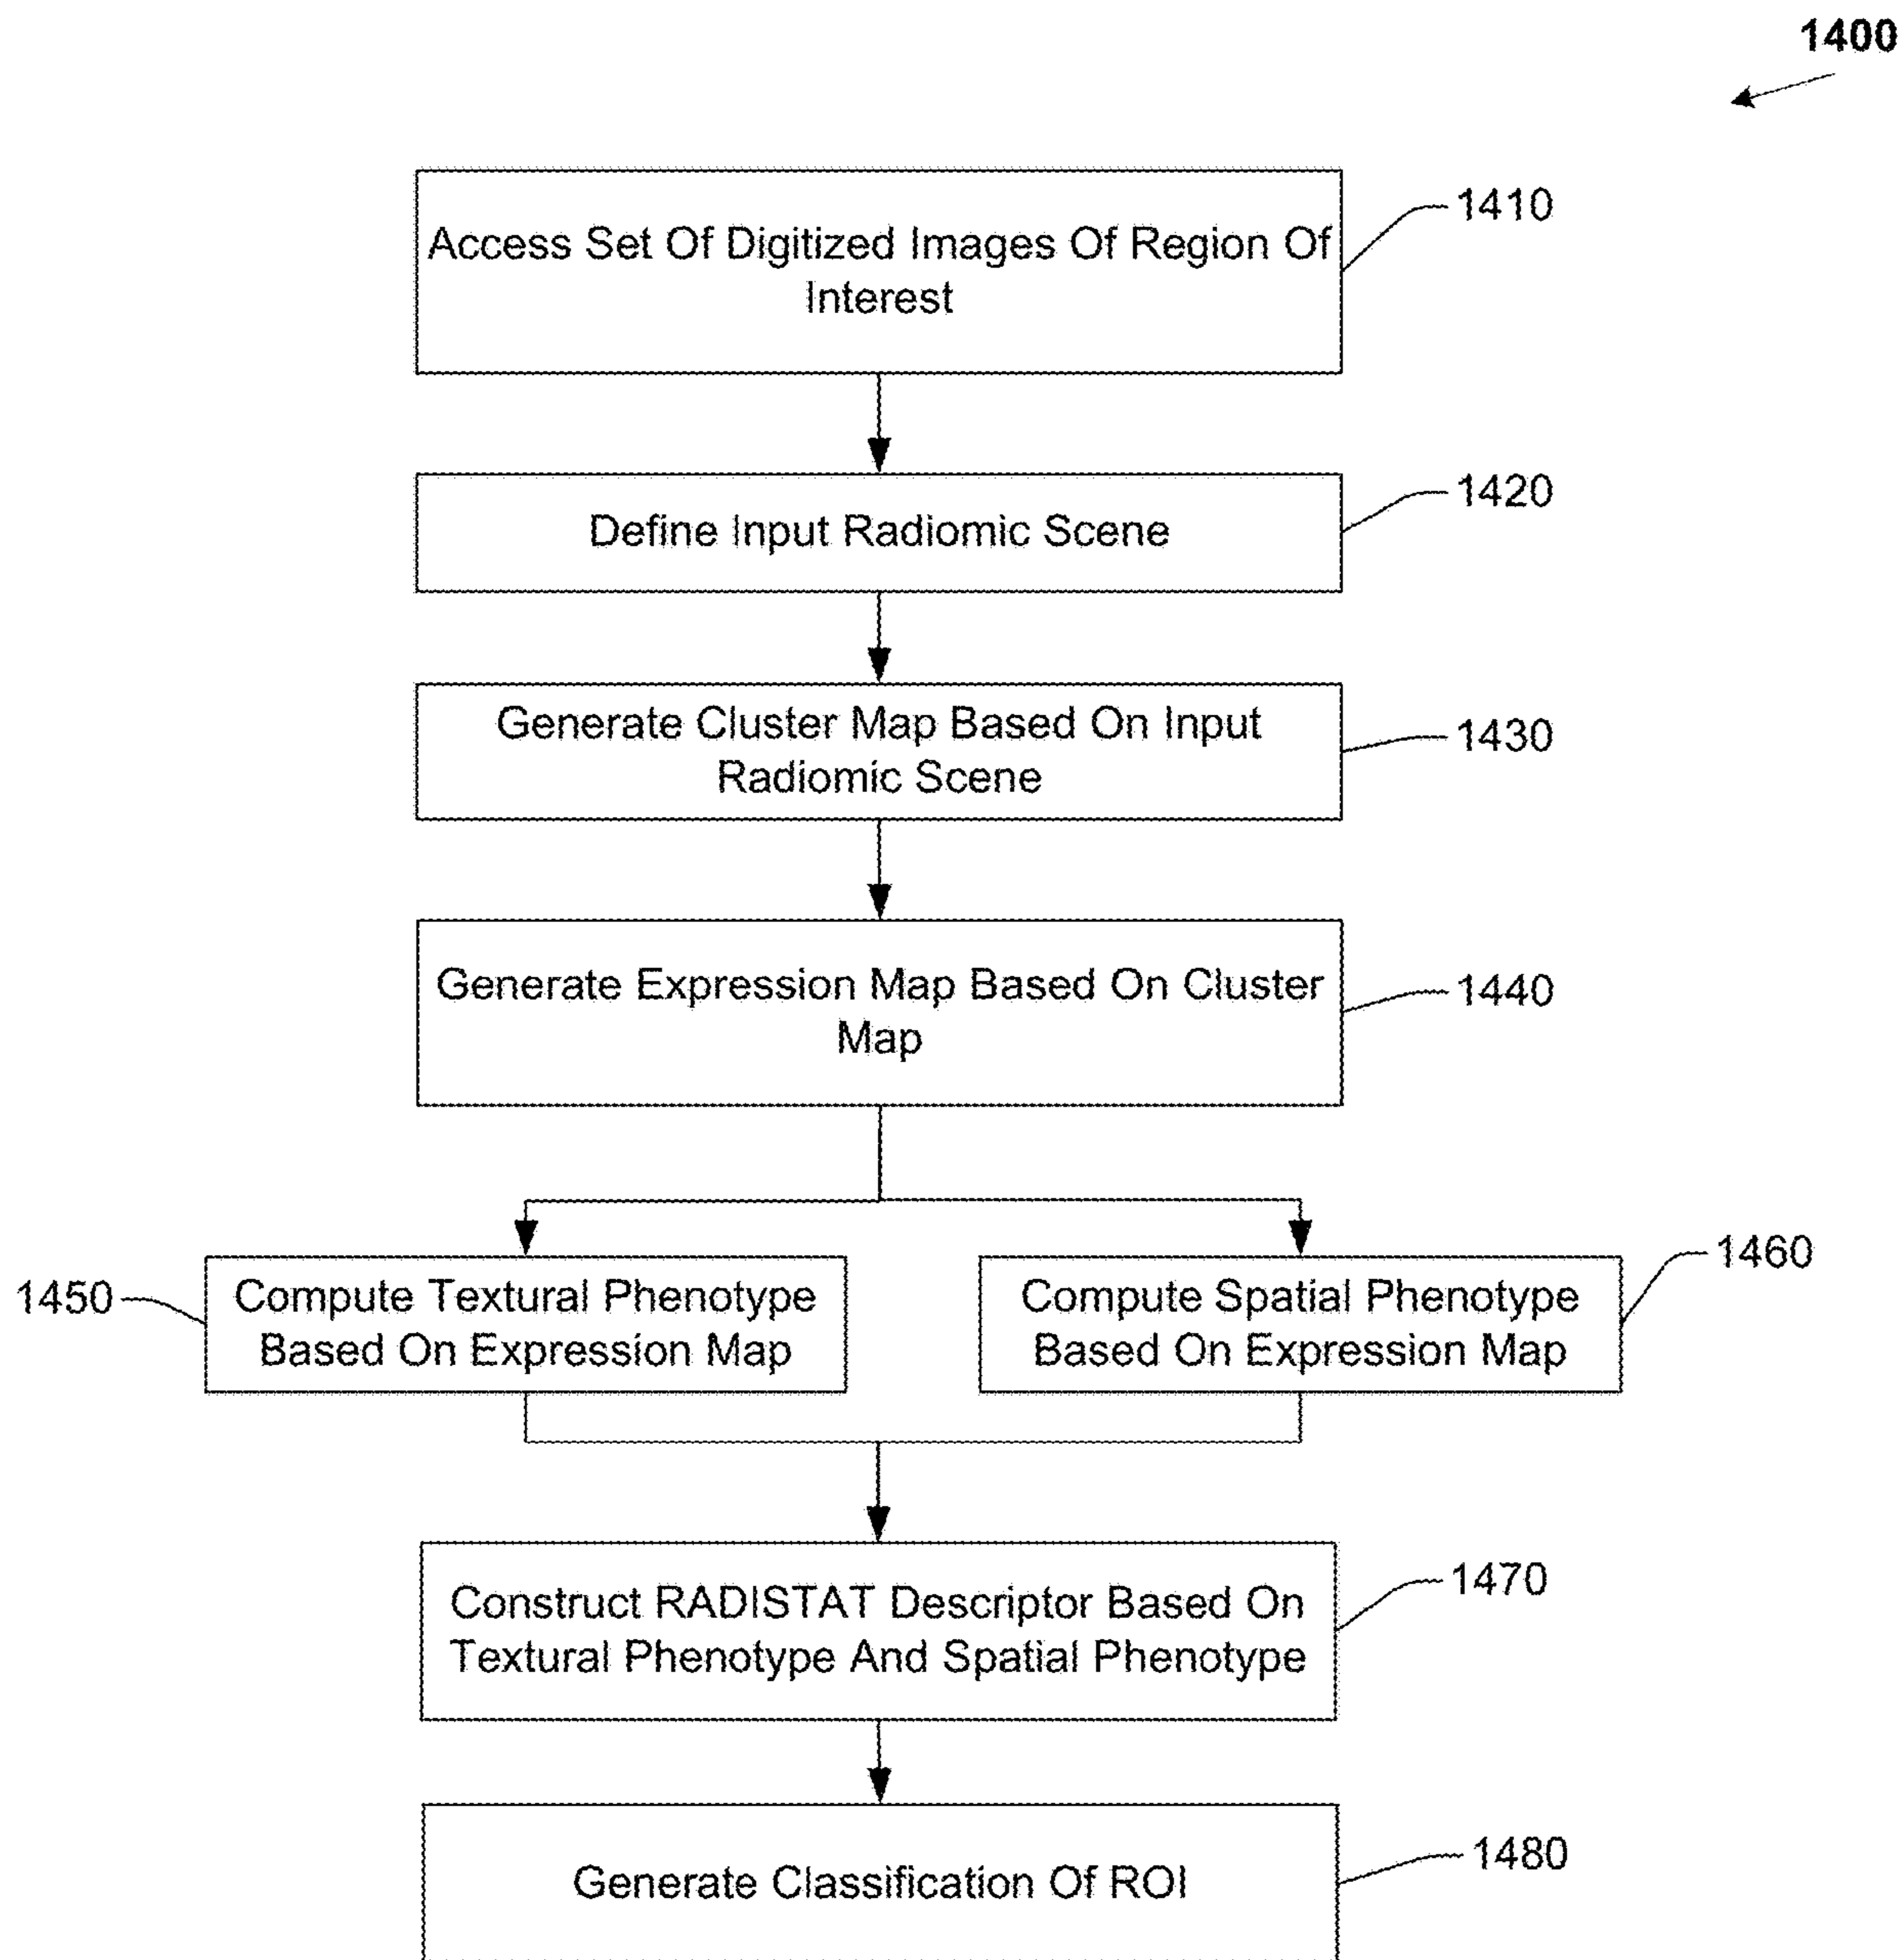 1400
Access Set Of Digitized Images Of Region Of
Interest
1410
Define Input Radiomic Scene
1420
Generate Cluster Map Based On Input
Radiomic Scene
1430
Generate Expression Map Based On Cluster
Map
1440
1450
Compute Textural Phenotype
Based On Expression Map
Compute Spatial Phenotype
Based On Expression Map
1460
Construct RADISTAT Descriptor Based On
Textural Phenotype And Spatial Phenotype
1470
Generate Classification Of ROI
1480